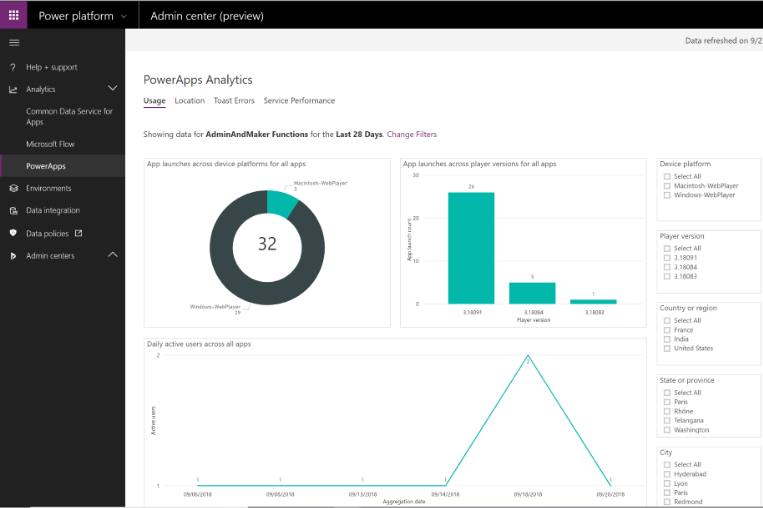 Power platform
Admin center (preview)
Data refreshed on 9/2
Help + support
Analytics
Common Data Service for
Apps
Microsoft Flow
PowerApps
Environments
Data integration
Data policies
Admin centers
PowerApps Analytics
Usage Location Toast Errors Service Performance
Showing data for AdminAndMaker Functions for the Last 28 Days. Change Filters
App launches across device platforms for all apps
Macintosh-WebPlayer
3
32
Windows-WebPlayer
29
App launches across player versions for all apps
App launch count
30
20
10
0
26
5
1
3.18091 3.18084 3.18083
Player version
Daily active users across all apps
Active users
2
1
1 1 1 1 2 1
09/06/2018 09/08/2018 09/13/2018 09/14/2018 09/18/2018 09/20/2018
Aggregation data
Device platform
Select All
Macintosh-WebPlayer
Windows-WebPlayer
Player version
Select All
3.18091
3.18084
3.18083
Country or region
Select All
France
India
United States
State or province
Select All
Paris
Rhône
Telangana
Washington
City
Select All
Hyderabad
Lyon
Paris
Redmond